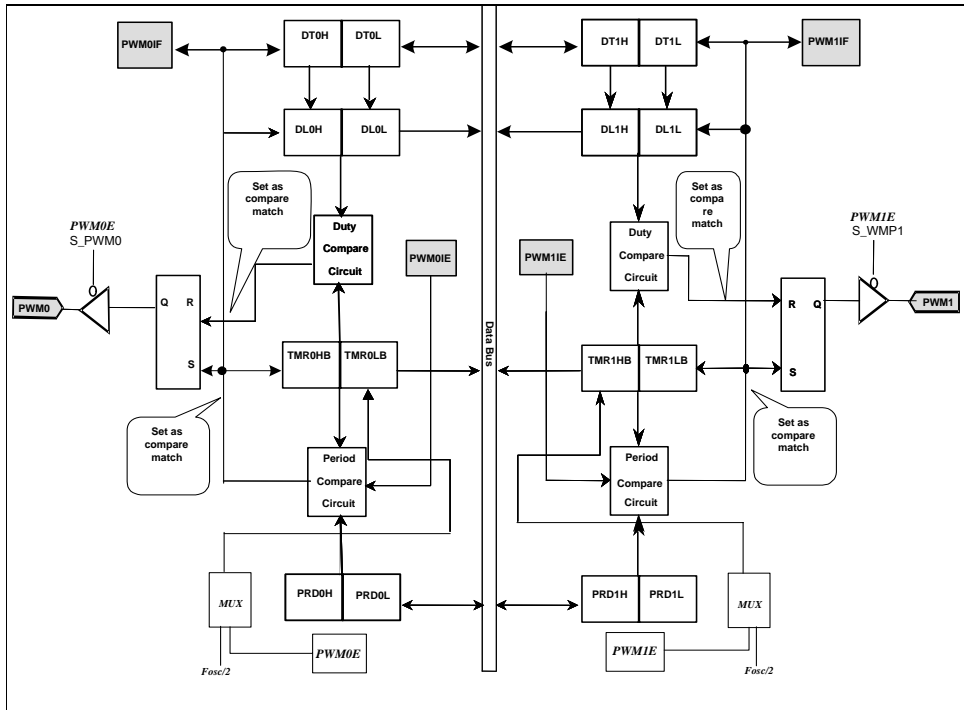 PWM0IF
DT0H DT0L
DT1H DT1L
PWM1IF
DL0H DL0L
DL1H DL1L
Set as
compare
match
Set as
compa
re
match
PWM0E
S_PWM0
Duty
Compare
Circuit
PWM0IE
PWM1IE
Duty
Compare
Circuit
PWM1E
S_WMP1
PWM0
Q R
S
TMR0HB TMR0LB
Data Bus
TMR1HB TMR1LB
R Q
S
PWM1
Set as
compare
match
Period
Compare
Circuit
Period
Compare
Circuit
Set as
compare
match
MUX
PRD0H PRD0L
PRD1H PRD1L
MUX
PWM0E
PWM1E
Fosc/2
Fosc/2